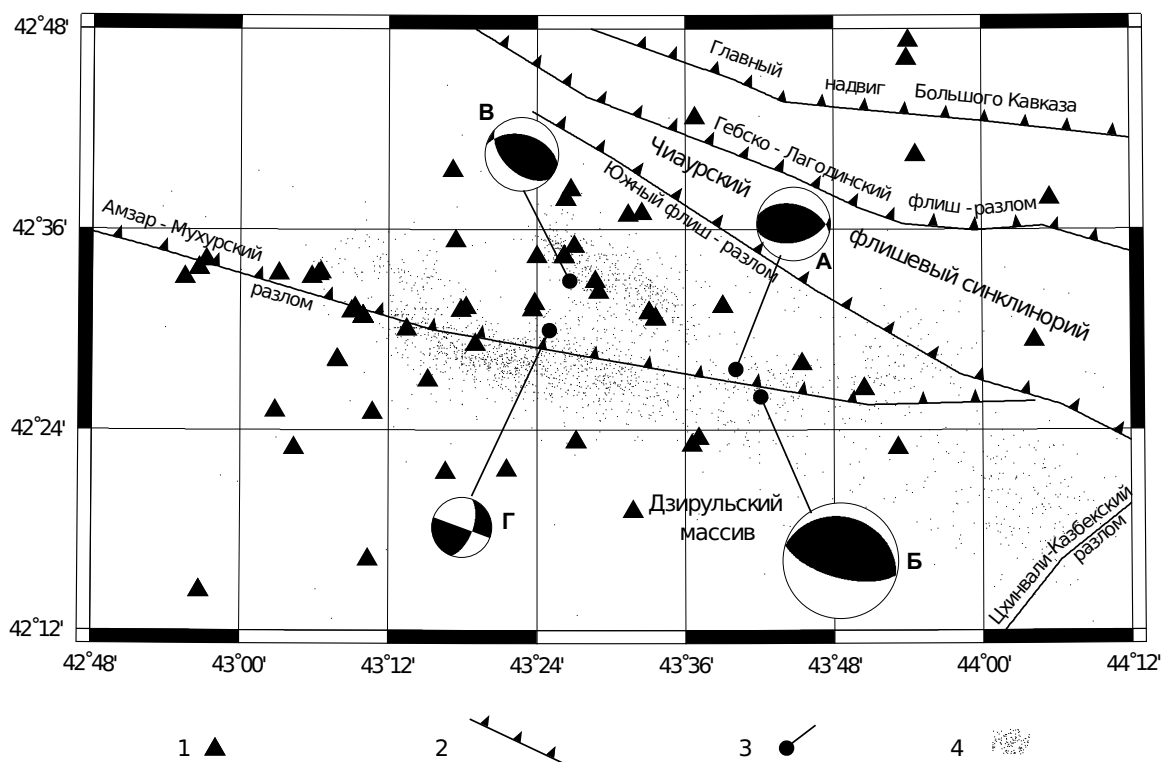 42°48'
Главный
надвиг
Большого Кавказа
В
Гебско - Лагодинский
флиш -разлом
Чиаурский
флишевый синклинорий
Южный флиш - разлом
А
42°36'
Амзар - Мухурский
разлом
42°24'
Г
Дзирульский
массив
Б
Цхинвали-Казбекский
разлом
42°12'
42°48' 43°00' 43°12' 43°24' 43°36' 43°48' 44°00' 44°12'
1 2 3 4